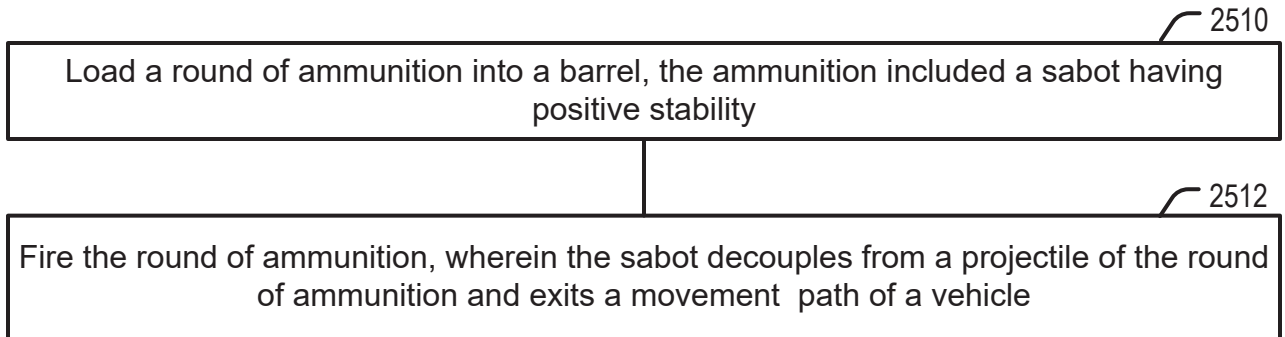 2510
Load a round of ammunition into a barrel, the ammunition included a sabot having
positive stability
2512
Fire the round of ammunition, wherein the sabot decouples from a projectile of the round
of ammunition and exits a movement path of a vehicle